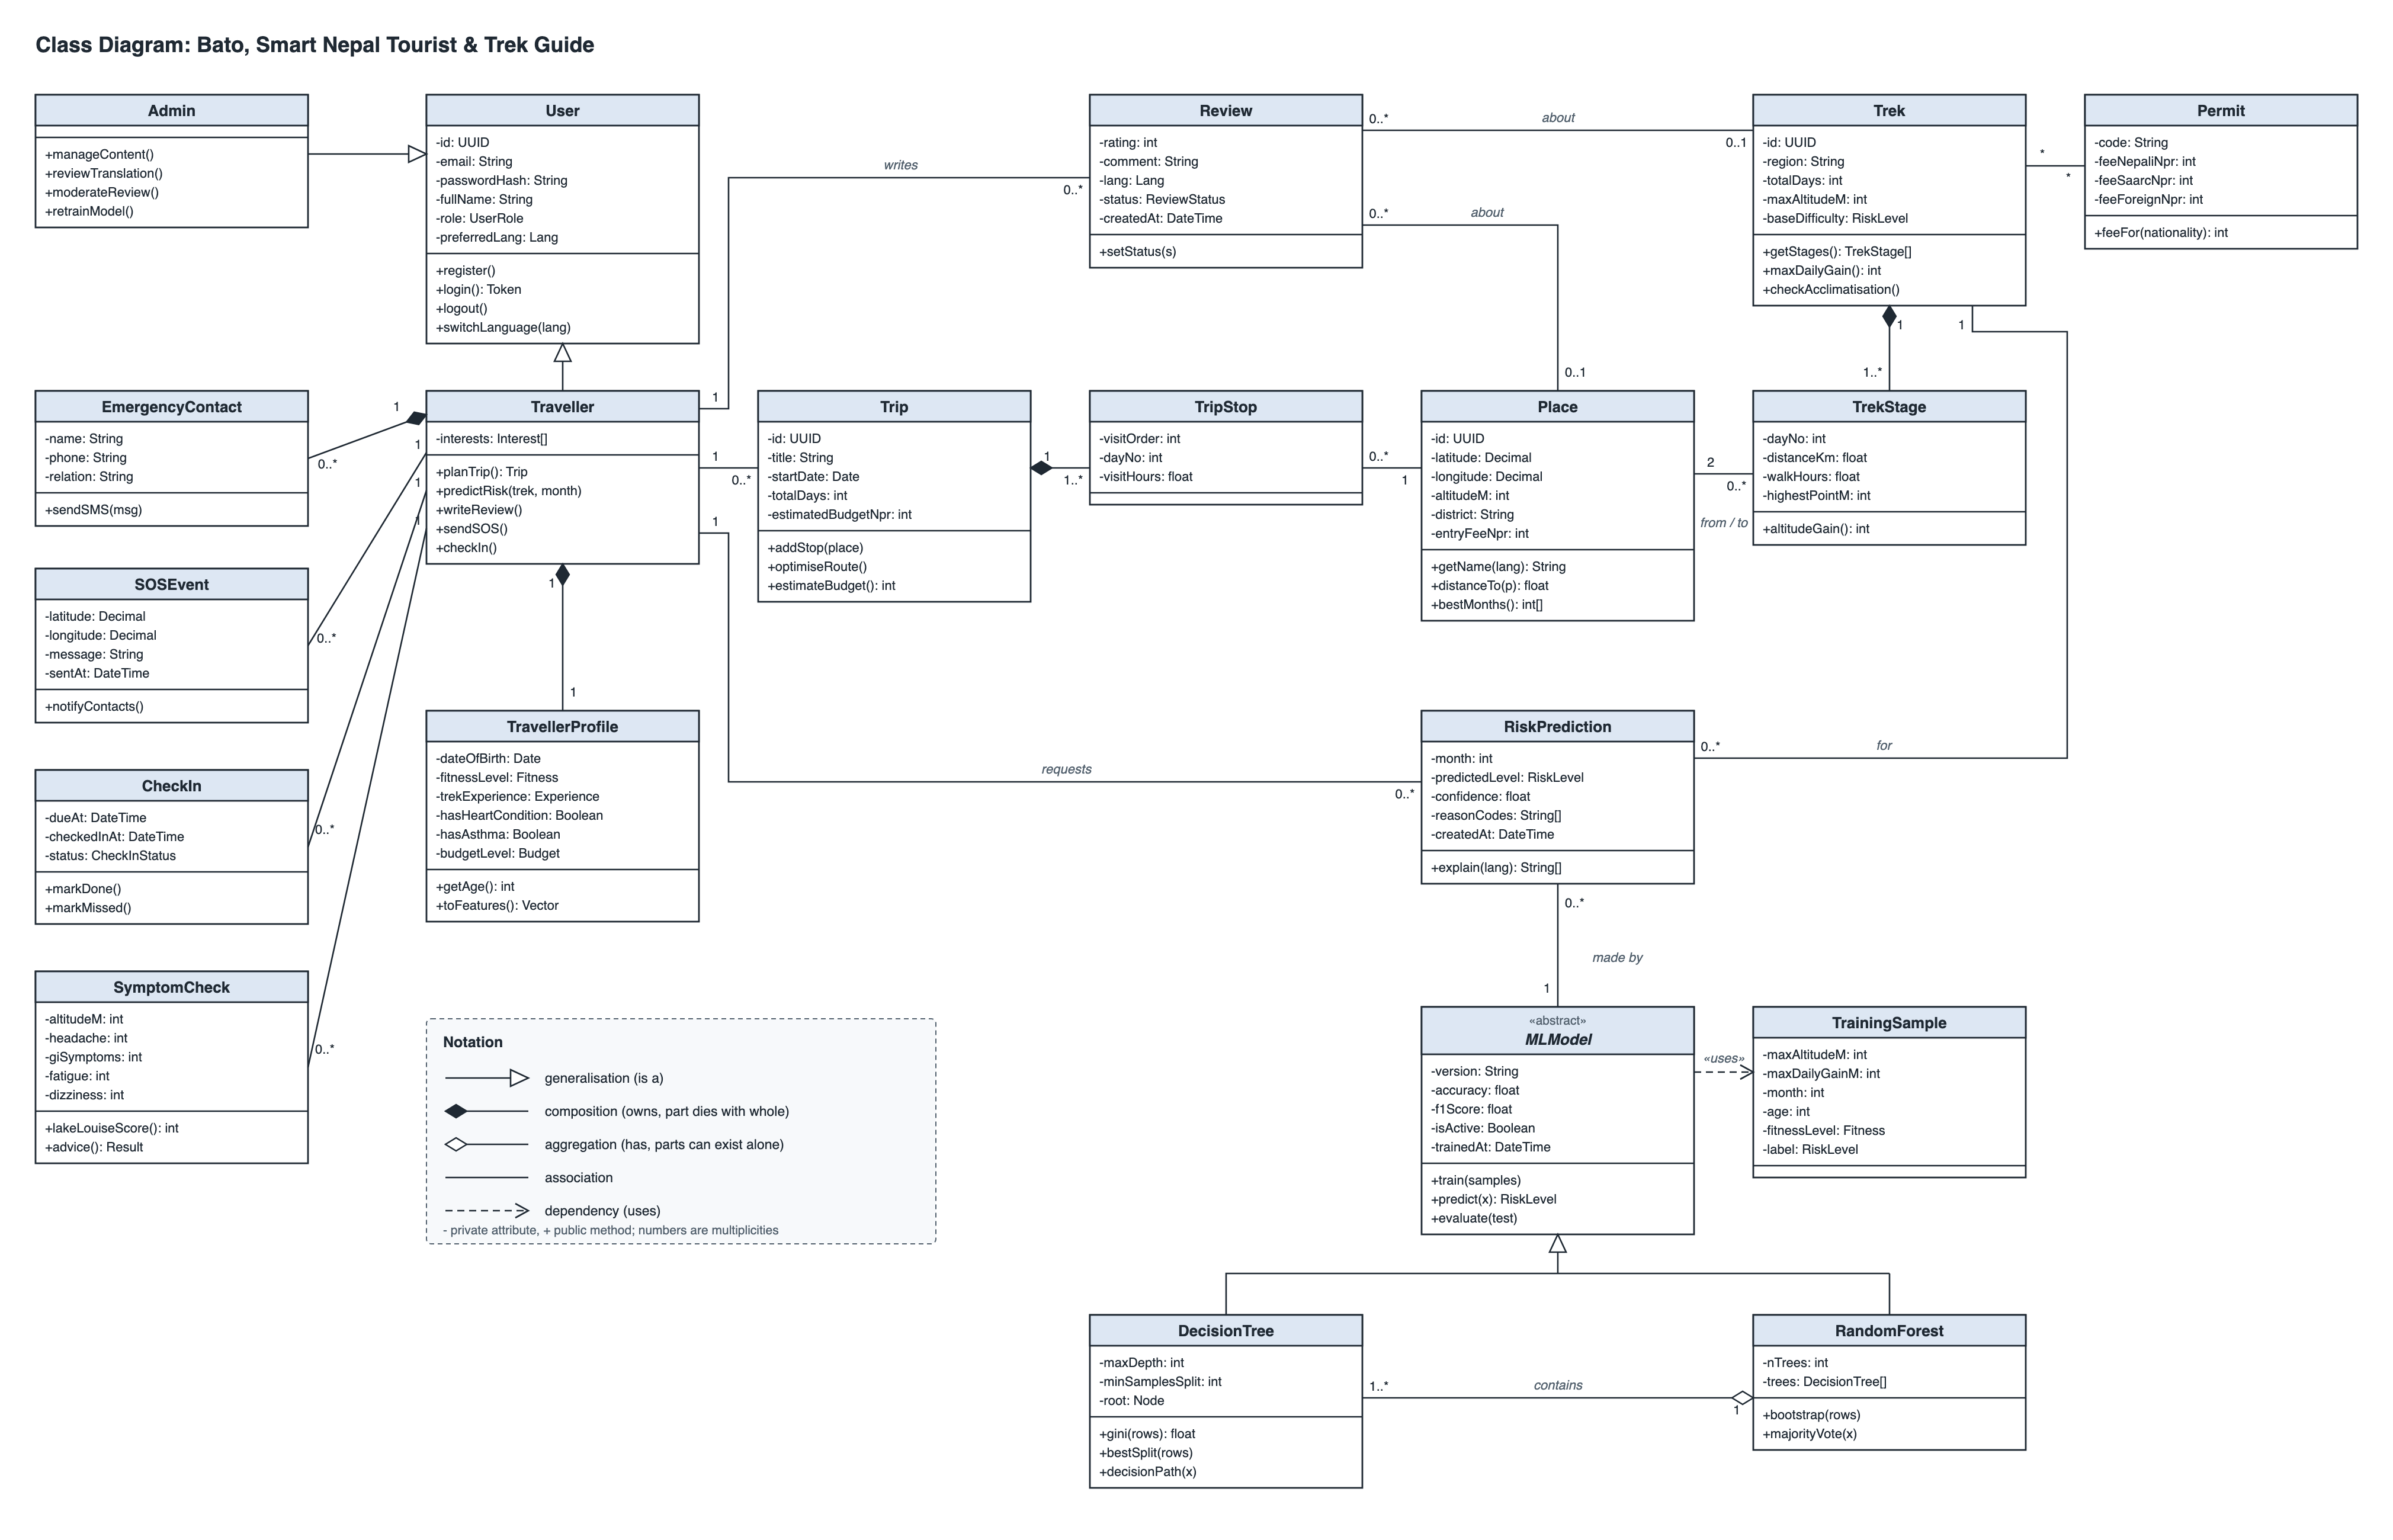 Class Diagram: Bato, Smart Nepal Tourist & Trek Guide
Admin
+manageContent()
+reviewTranslation()
+moderateReview()
+retrainModel()
User
-id: UUID
-email: String
-passwordHash: String
-fullName: String
-role: UserRole
-preferredLang: Lang
+register()
+login(): Token
+logout()
+switchLanguage(lang)
writes
0..*
1
Review
-rating: int
-comment: String
-lang: Lang
-status: ReviewStatus
-createdAt: DateTime
+setStatus(s)
0..*
about
0..1
0..*
about
0..1
Trek
-id: UUID
-region: String
-totalDays: int
-maxAltitudeM: int
-baseDifficulty: RiskLevel
+getStages(): TrekStage[]
+maxDailyGain(): int
+checkAcclimatisation()
*
*
Permit
-code: String
-feeNepaliNpr: int
-feeSaarcNpr: int
-feeForeignNpr: int
+feeFor(nationality): int
1
1
1..*
EmergencyContact
-name: String
-phone: String
-relation: String
+sendSMS(msg)
1
0..*
1
1
1
Traveller
-interests: Interest[]
+planTrip(): Trip
+predictRisk(trek, month)
+writeReview()
+sendSOS()
+checkIn()
1
0..*
1
Trip
-id: UUID
-title: String
-startDate: Date
-totalDays: int
-estimatedBudgetNpr: int
+addStop(place)
+optimiseRoute()
+estimateBudget(): int
1
1..*
TripStop
-visitOrder: int
-dayNo: int
-visitHours: float
0..*
1
Place
-id: UUID
-latitude: Decimal
-longitude: Decimal
-altitudeM: int
-district: String
-entryFeeNpr: int
+getName(lang): String
+distanceTo(p): float
+bestMonths(): int[]
2
0..*
from / to
TrekStage
-dayNo: int
-distanceKm: float
-walkHours: float
-highestPointM: int
+altitudeGain(): int
SOSEvent
-latitude: Decimal
-longitude: Decimal
-message: String
-sentAt: DateTime
+notifyContacts()
0..*
1
1
TravellerProfile
-dateOfBirth: Date
-fitnessLevel: Fitness
-trekExperience: Experience
-hasHeartCondition: Boolean
-hasAsthma: Boolean
-budgetLevel: Budget
+getAge(): int
+toFeatures(): Vector
requests
0..*
RiskPrediction
-month: int
-predictedLevel: RiskLevel
-confidence: float
-reasonCodes: String[]
-createdAt: DateTime
+explain(lang): String[]
0..*
for
CheckIn
-dueAt: DateTime
-checkedInAt: DateTime
-status: CheckInStatus
+markDone()
+markMissed()
0..*
0..*
made by
1
SymptomCheck
-altitudeM: int
-headache: int
-giSymptoms: int
-fatigue: int
-dizziness: int
+lakeLouiseScore(): int
+advice(): Result
0..*
Notation
generalisation (is a)
composition (owns, part dies with whole)
aggregation (has, parts can exist alone)
association
dependency (uses)
- private attribute, + public method; numbers are multiplicities
«abstract»
MLModel
-version: String
-accuracy: float
-f1Score: float
-isActive: Boolean
-trainedAt: DateTime
+train(samples)
+predict(x): RiskLevel
+evaluate(test)
«uses»
TrainingSample
-maxAltitudeM: int
-maxDailyGainM: int
-month: int
-age: int
-fitnessLevel: Fitness
-label: RiskLevel
DecisionTree
-maxDepth: int
-minSamplesSplit: int
-root: Node
+gini(rows): float
+bestSplit(rows)
+decisionPath(x)
1..*
contains
1
RandomForest
-nTrees: int
-trees: DecisionTree[]
+bootstrap(rows)
+majorityVote(x)